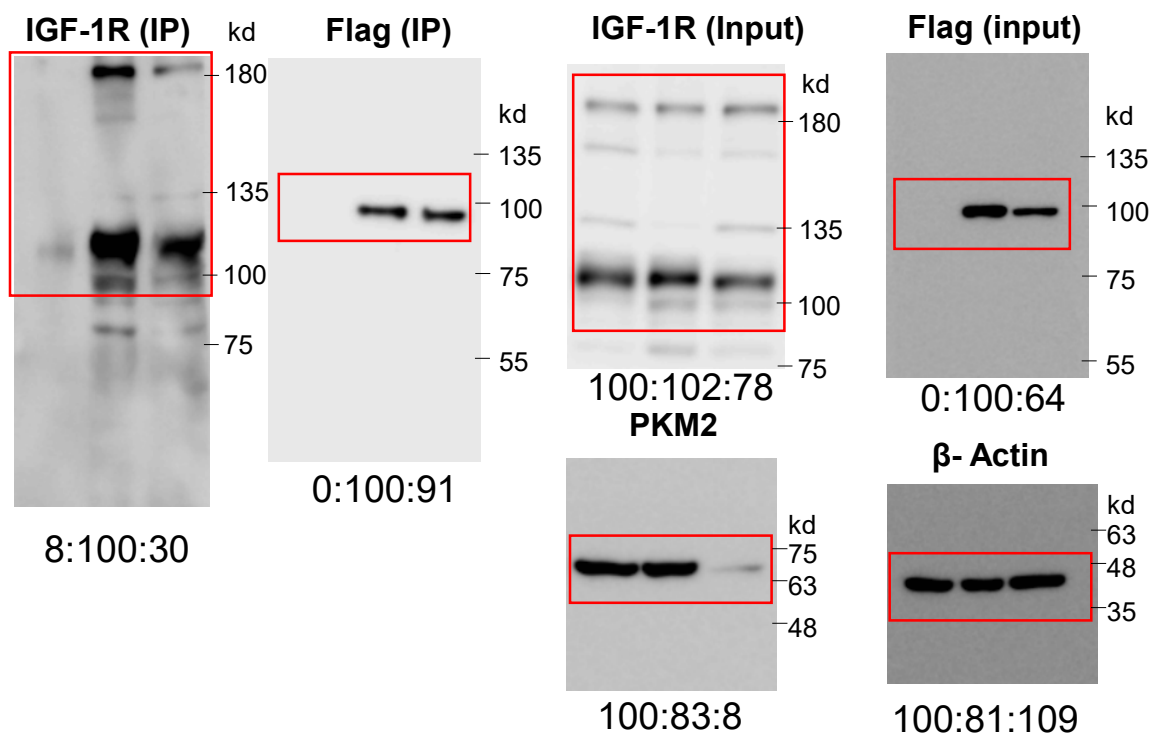 IGF-1R (IP)
kd
180
135
100
75
8:100:30
Flag (IP)
kd
135
100
75
55
0:100:91
IGF-1R (Input)
kd
180
135
100
75
100:102:78
Flag (input)
kd
135
100
75
55
0:100:64
PKM2
kd
75
63
48
100:83:8
β- Actin
kd
63
48
35
100:81:109